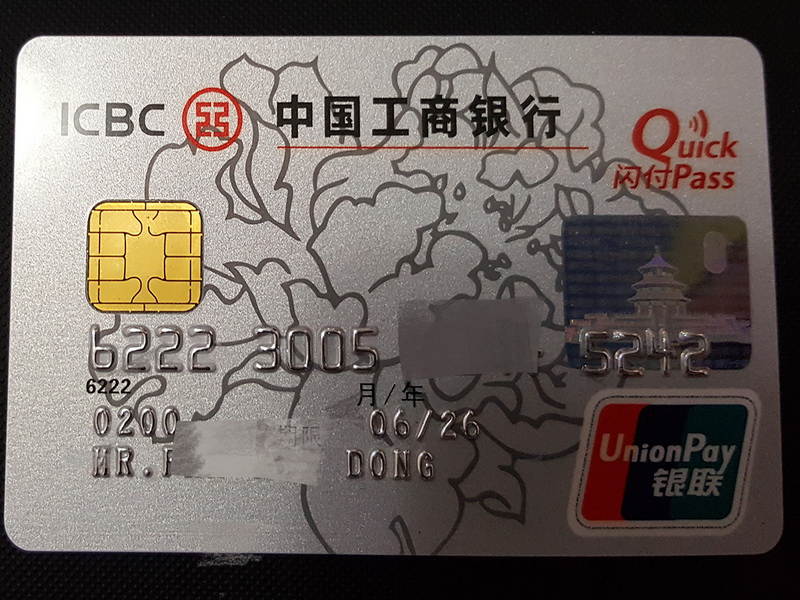 ICBC 中国工商银行
Quick
闪付Pass
6222 3005 5242
6222
月/年
0200 06/26
MR. DONG
UnionPay
银联